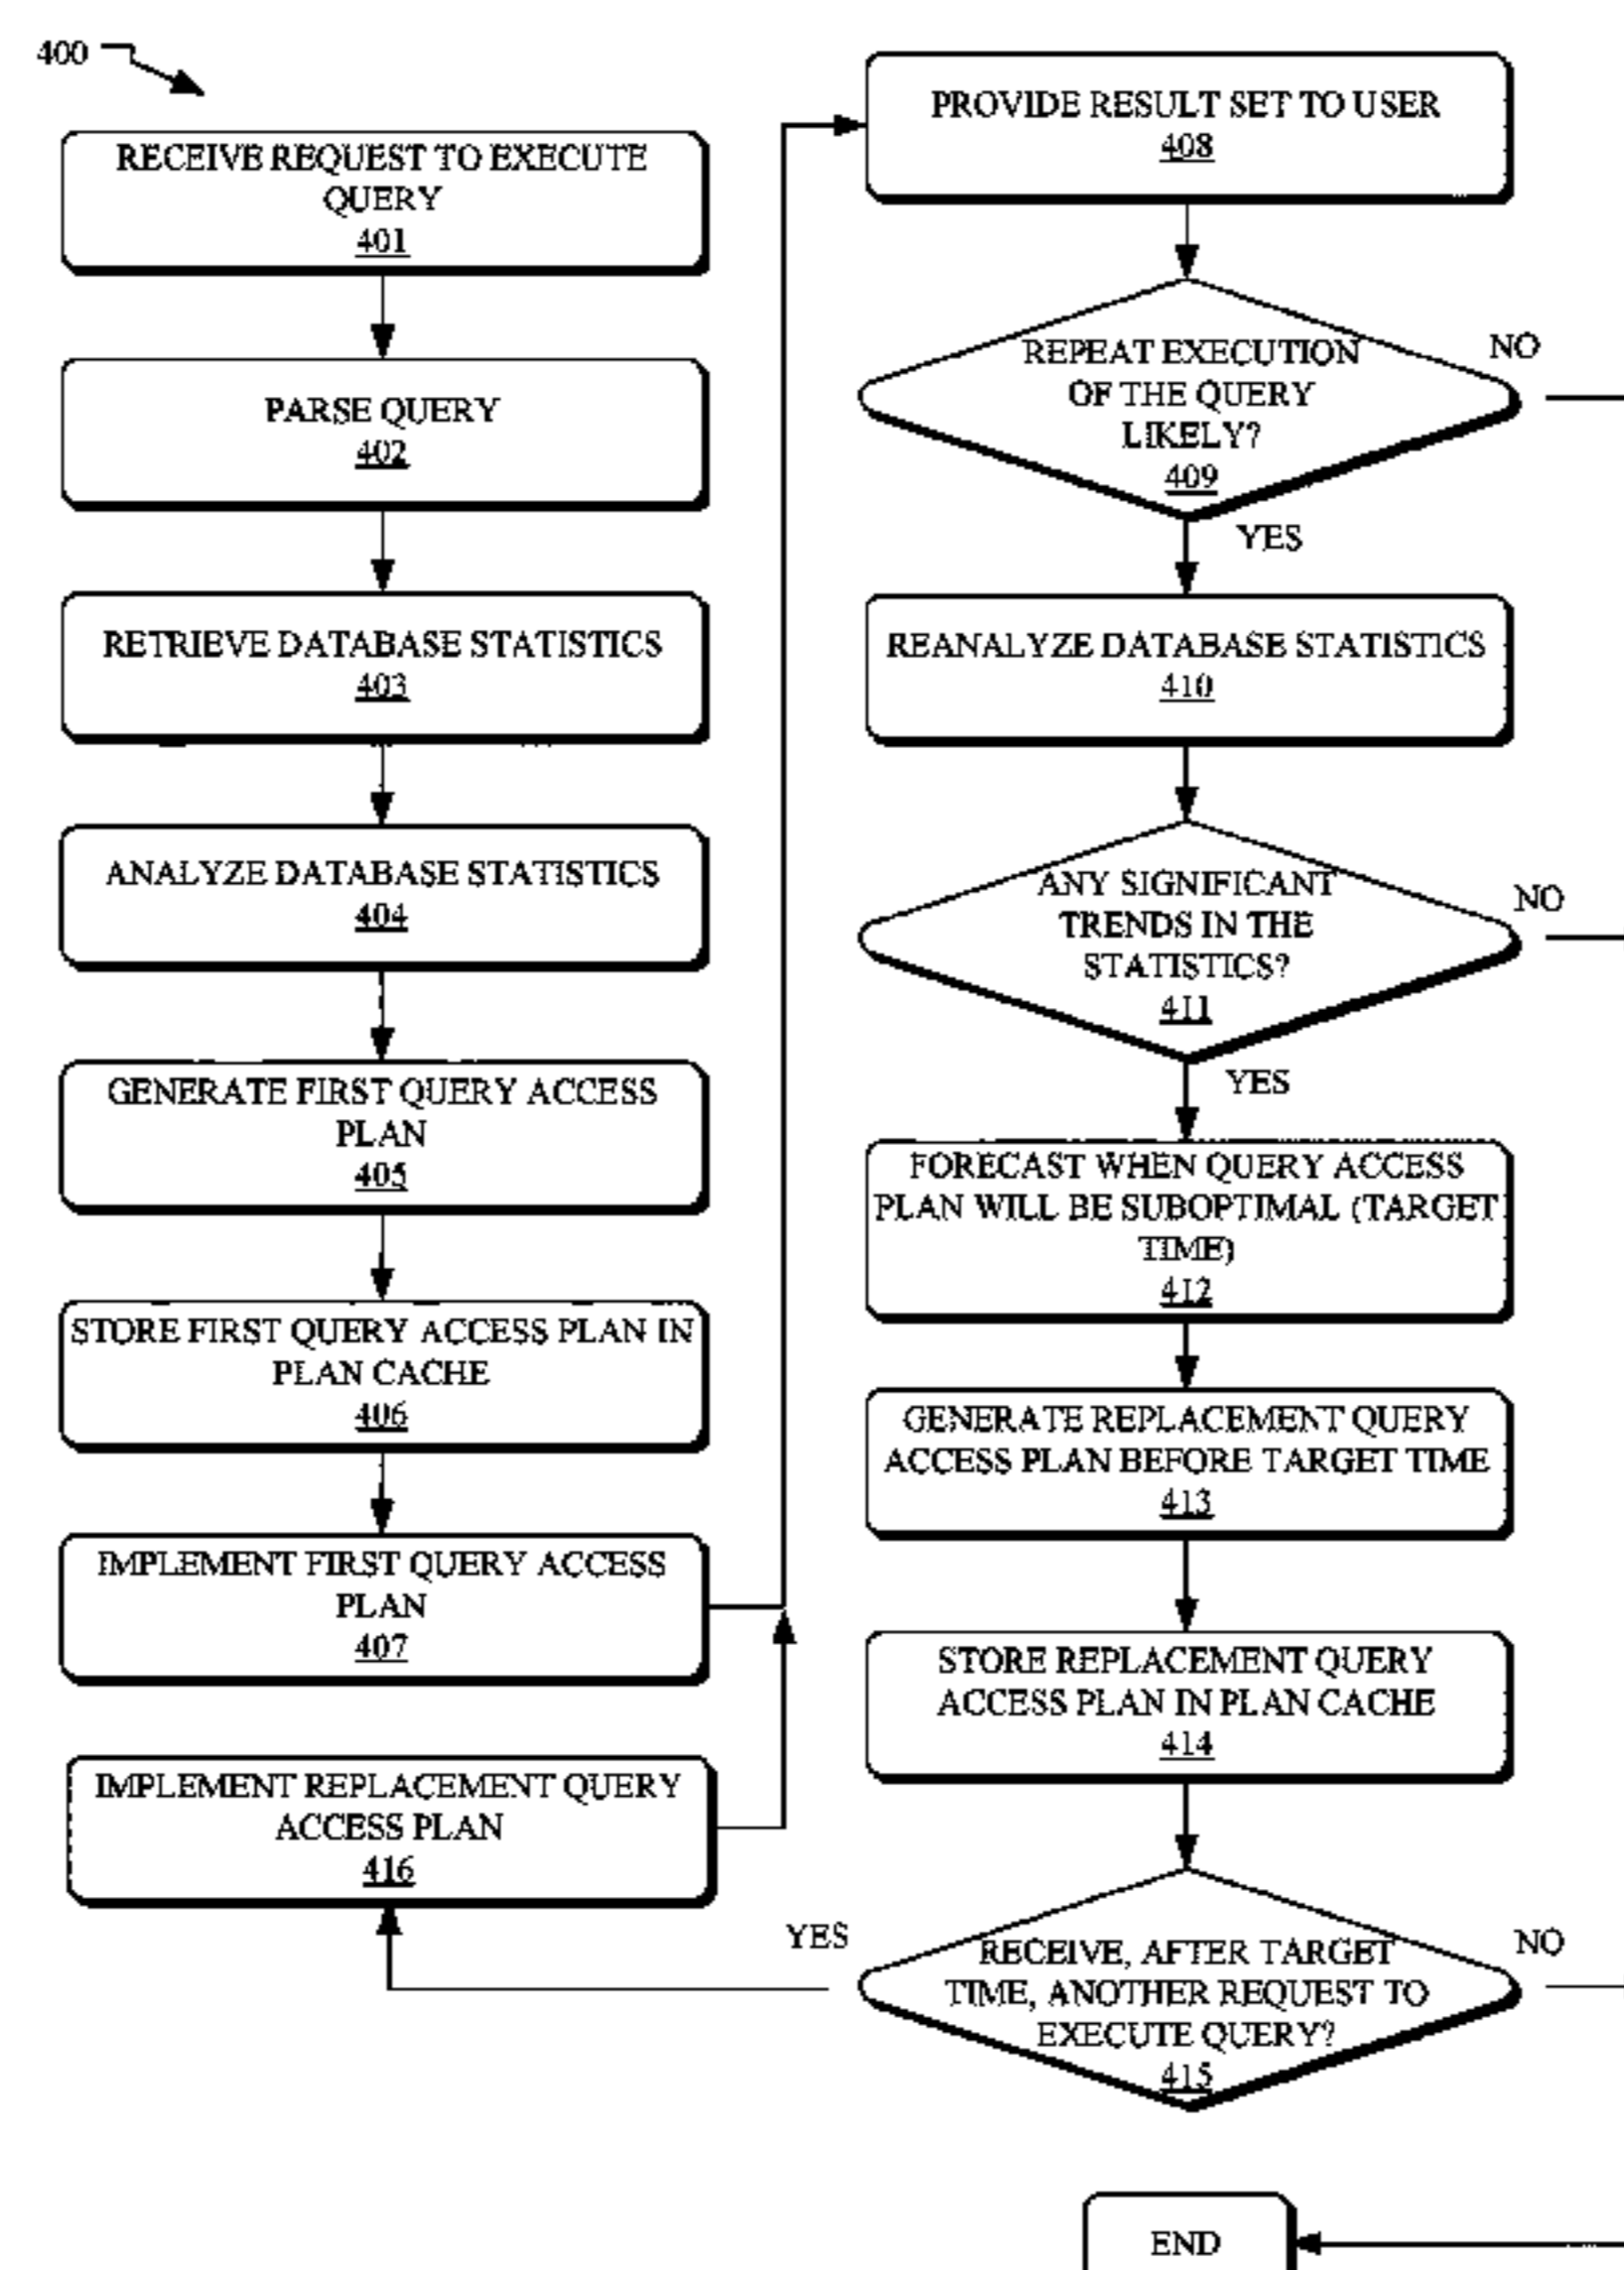 400
RECEIVE REQUEST TO EXECUTE
QUERY
401
PARSE QUERY
402
RETRIEVE DATABASE STATISTICS
403
ANALYZE DATABASE STATISTICS
404
GENERATE FIRST QUERY ACCESS
PLAN
405
STORE FIRST QUERY ACCESS PLAN IN
PLAN CACHE
406
IMPLEMENT FIRST QUERY ACCESS
PLAN
407
IMPLEMENT REPLACEMENT QUERY
ACCESS PLAN
416
PROVIDE RESULT SET TO USER
408
REPEAT EXECUTION
OF THE QUERY
LIKELY?
409
NO
YES
REANALYZE DATABASE STATISTICS
410
ANY SIGNIFICANT
TRENDS IN THE
STATISTICS?
411
NO
YES
FORECAST WHEN QUERY ACCESS
PLAN WILL BE SUBOPTIMAL (TARGET
TIME)
412
GENERATE REPLACEMENT QUERY
ACCESS PLAN BEFORE TARGET TIME
413
STORE REPLACEMENT QUERY
ACCESS PLAN IN PLAN CACHE
414
YES
RECEIVE, AFTER TARGET
TIME, ANOTHER REQUEST TO
EXECUTE QUERY?
415
NO
END